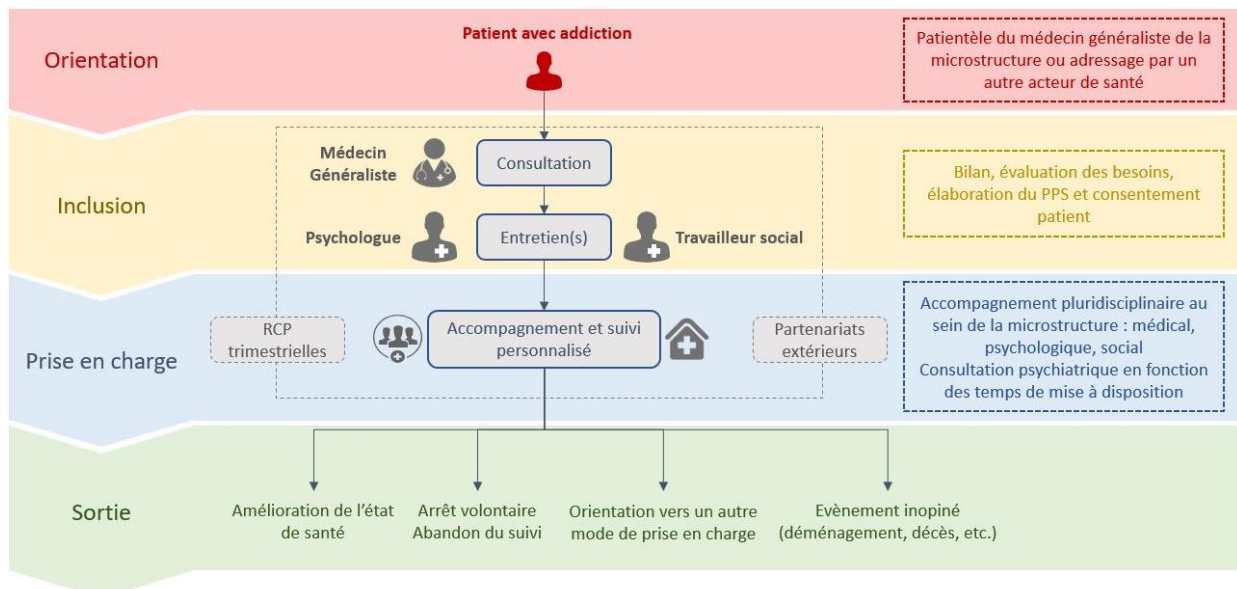 Orientation
Patient avec addiction
Patientèle du médecin généraliste de la
microstructure ou adressage par un
autre acteur de santé
Inclusion
Médecin
Généraliste
Consultation
Psychologue
Entretien(s)
Travailleur social
Bilan, évaluation des besoins,
élaboration du PPS et consentement
patient
Prise en charge
RCP
trimestrielles
Accompagnement et suivi
personnalisé
Partenariats
extérieurs
Accompagnement pluridisciplinaire au
sein de la microstructure : médical,
psychologique, social
Consultation psychiatrique en fonction
des temps de mise à disposition
Sortie
Amélioration de l'état
de santé
Arrêt volontaire
Abandon du suivi
Orientation vers un autre
mode de prise en charge
Evènement inopiné
(déménagement, décès, etc.)